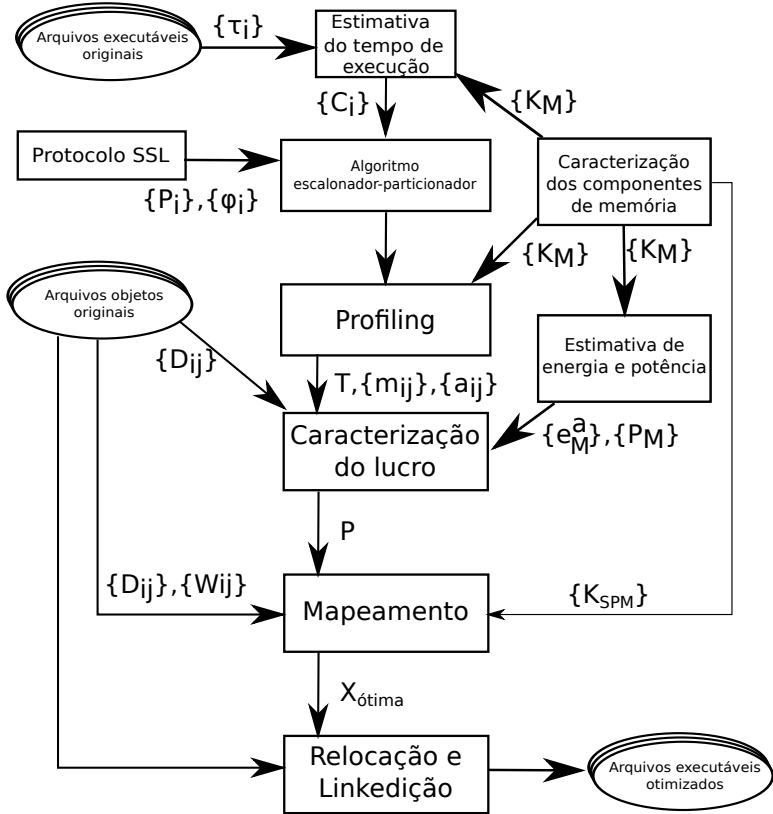 Arquivos executáveis
originais
{τi}
Estimativa
do tempo de
execução
{Ci}
{KM}
Protocolo SSL
{Pi},{φi}
Algoritmo
escalonador-particionador
Caracterização
dos componentes
de memória
{KM}
{KM}
Arquivos objetos
originais
Profiling
{Dij}
Estimativa de
energia e potência
T,{mij},{aij}
{eaM},{PM}
Caracterização
do lucro
P
{Dij},{Wij}
Mapeamento
{KSPM}
Xótima
Relocação e
Linkedição
Arquivos executáveis
otimizados